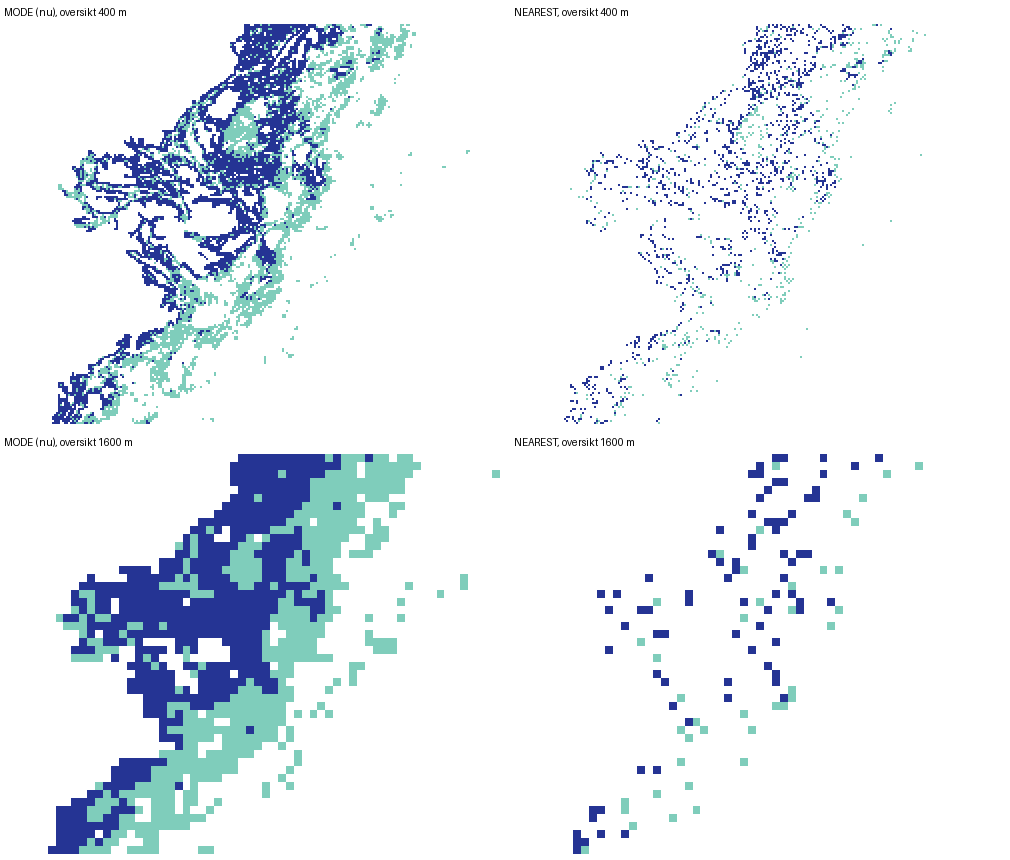 MODE (nu), oversikt 400 m
NEAREST, oversikt 400 m
MODE (nu), oversikt 1600 m
NEAREST, oversikt 1600 m